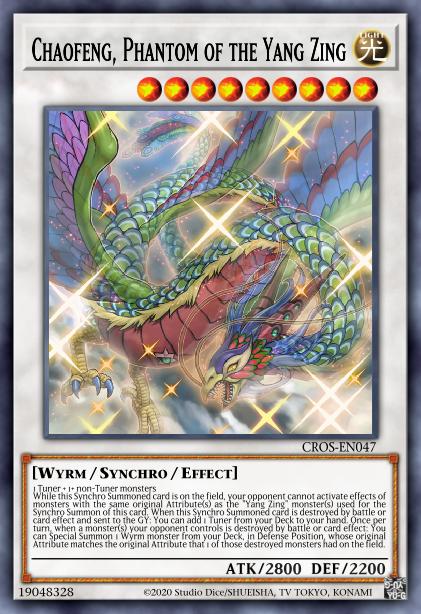 CHAOFENG, PHANTOM OF THE YANG ZING
LIGHT
光
CROS-EN047
[WYRM / SYNCHRO / EFFECT]
1 Tuner + 1+ non-Tuner monsters
While this Synchro Summoned card is on the field, your opponent cannot activate effects of
monsters with the same original Attribute(s) as the "Yang Zing" monster(s) used for the
Synchro Summon of this card. When this Synchro Summoned card is destroyed by battle or
card effect and sent to the GY: You can add 1 Tuner from your Deck to your hand. Once per
turn, when a monster(s) your opponent controls is destroyed by battle or card effect: You
can Special Summon 1 Wyrm monster from your Deck, in Defense Position, whose original
Attribute matches the original Attribute that 1 of those destroyed monsters had on the field.
ATK/2800 DEF/2200
19048328
©2020 Studio Dice/SHUEISHA, TV TOKYO, KONAMI